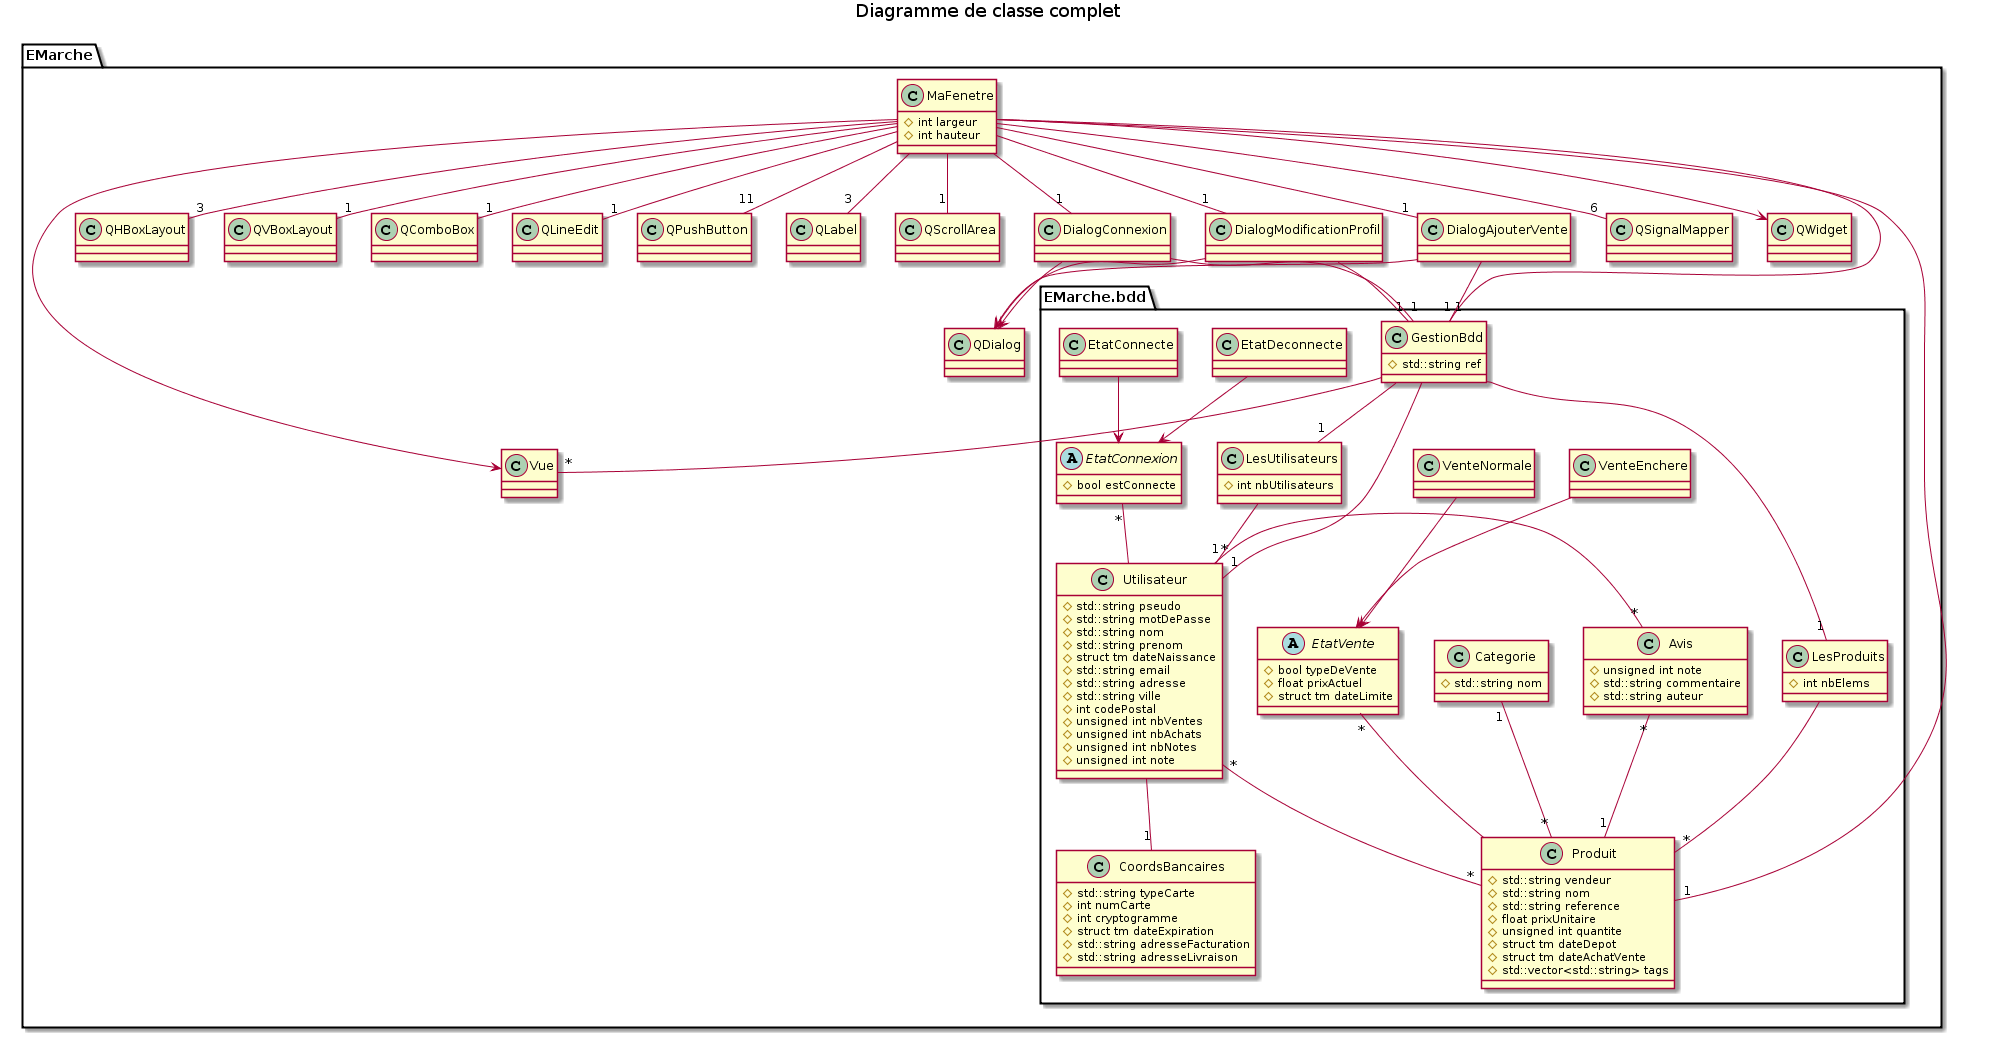 Diagramme de classe complet
EMarche
C MaFenetre
int largeur
int hauteur
3
1
1
1
11
3
1
1
1
1
6
C QHBoxLayout
C QVBoxLayout
C QComboBox
C QLineEdit
C QPushButton
C QLabel
C QScrollArea
C DialogConnexion
C DialogModificationProfil
C DialogAjouterVente
C QSignalMapper
C QWidget
EMarche.bdd
1
1
1
1
C QDialog
C EtatConnecte
C EtatDeconnecte
C GestionBdd
std::string ref
1
C Vue
*
A EtatConnexion
bool estConnecte
C LesUtilisateurs
int nbUtilisateurs
C VenteNormale
C VenteEnchere
*
1
*
1
C Utilisateur
std::string pseudo
std::string motDePasse
std::string nom
std::string prenom
struct tm dateNaissance
std::string email
std::string adresse
std::string ville
int codePostal
unsigned int nbVentes
unsigned int nbAchats
unsigned int nbNotes
unsigned int note
*
1
A EtatVente
bool typeDeVente
float prixActuel
struct tm dateLimite
C Categorie
std::string nom
C Avis
unsigned int note
std::string commentaire
std::string auteur
C LesProduits
int nbElems
*
1
*
*
1
*
1
*
*
1
C CoordsBancaires
std::string typeCarte
int numCarte
int cryptogramme
struct tm dateExpiration
std::string adresseFacturation
std::string adresseLivraison
*
C Produit
std::string vendeur
std::string nom
std::string reference
float prixUnitaire
unsigned int quantite
struct tm dateDepot
struct tm dateAchatVente
std::vector<std::string> tags